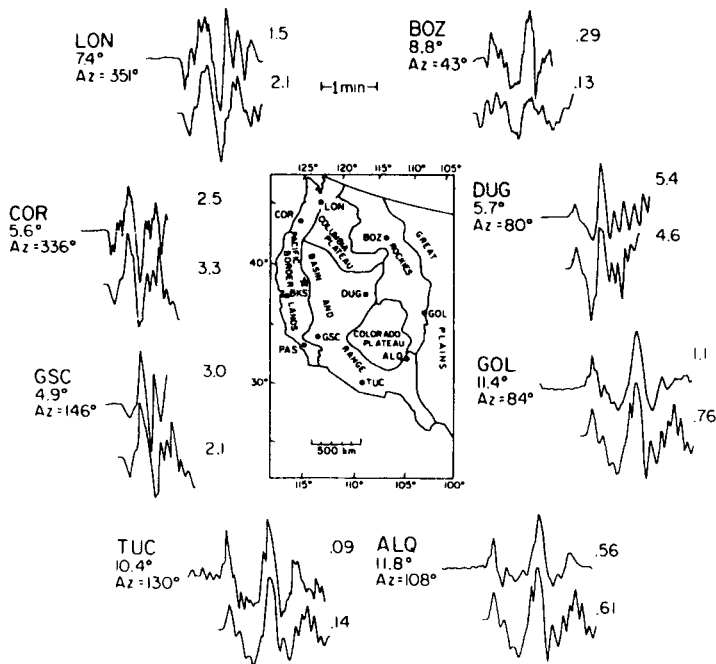 LON
7.4°
Az = 351°
1.5
2.1
1 min
BOZ
8.8°
Az = 43°
.29
.13
COR
5.6°
Az = 336°
2.5
3.3
DUG
5.7°
Az = 80°
5.4
4.6
GSC
4.9°
Az = 146°
3.0
2.1
GOL
11.4°
Az = 84°
1.1
.76
TUC
10.4°
Az = 130°
.09
.14
ALQ
11.8°
Az = 108°
.56
.61
125° 120° 115° 110° 105°
LON
COR
COLUMBIA
PLATEAU
BOZ
ROCKIES
GREAT
PLAINS
40°
PACIFIC
BORDER
LANDS
BASIN
AND
RANGE
BKS
DUG
GOL
COLORADO
PLATEAU
GSC
PAS
ALQ
TUC
30°
500 km
115° 110° 105° 100°